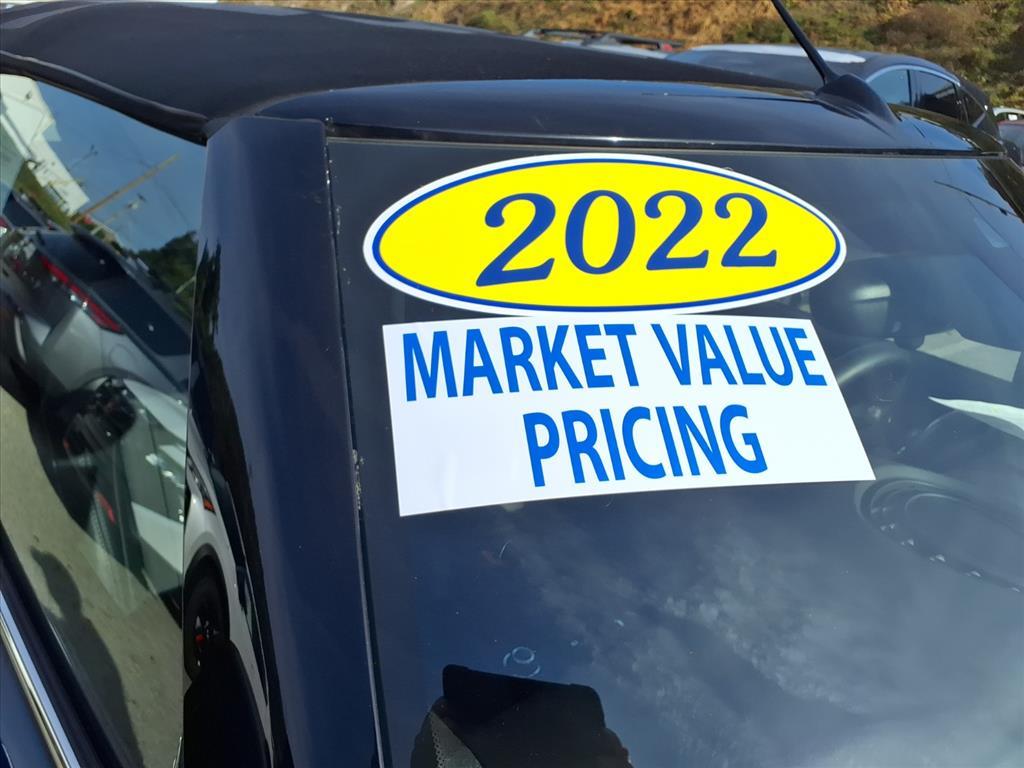 2022
MARKET VALUE
PRICING